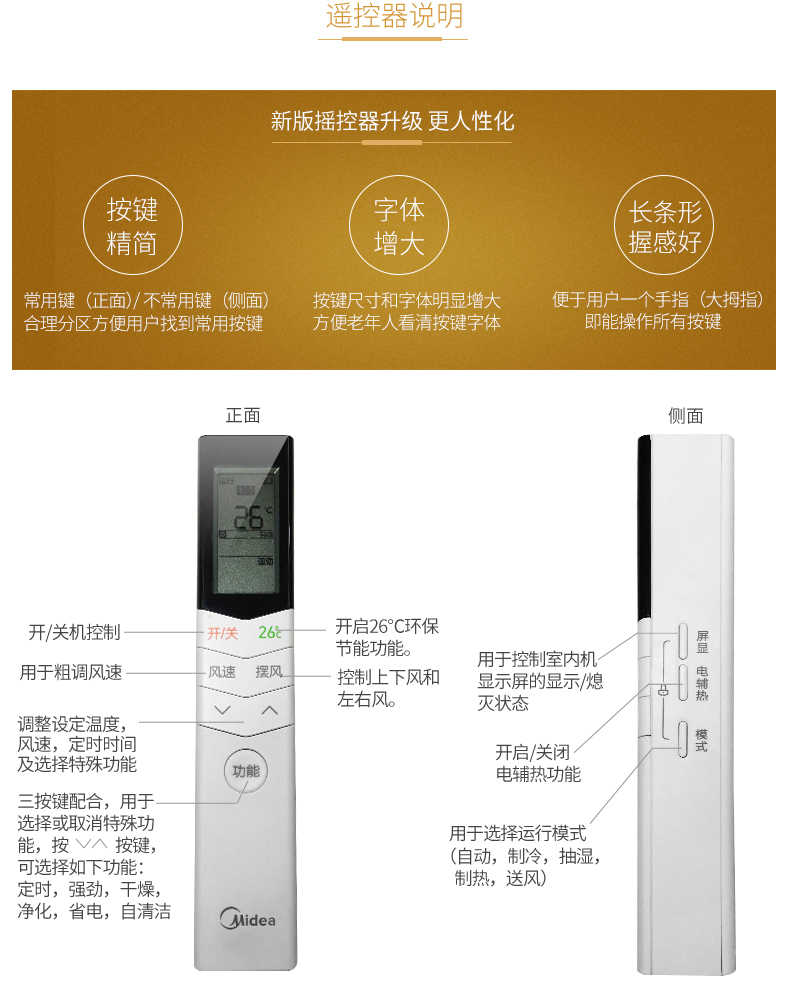 遥控器说明
新版摇控器升级 更人性化
按键
精简
字体
增大
长条形
握感好
常用键（正面）/ 不常用键（侧面）
合理分区方便用户找到常用按键
按键尺寸和字体明显增大
方便老年人看清按键字体
便于用户一个手指（大拇指）
即能操作所有按键
正面
26℃
开/关
26℃
风速
摆风
功能
Midea
开/关机控制
用于粗调风速
调整设定温度，
风速，定时时间
及选择特殊功能
三按键配合，用于
选择或取消特殊功
能，按 ﹀︿ 按键，
可选择如下功能：
定时，强劲，干燥，
净化，省电，自清洁
开启26℃环保
节能功能。
控制上下风和
左右风。
侧面
屏显
电辅热
模式
用于控制室内机
显示屏的显示/熄
灭状态
开启/关闭
电辅热功能
用于选择运行模式
（自动，制冷，抽湿，
制热，送风）